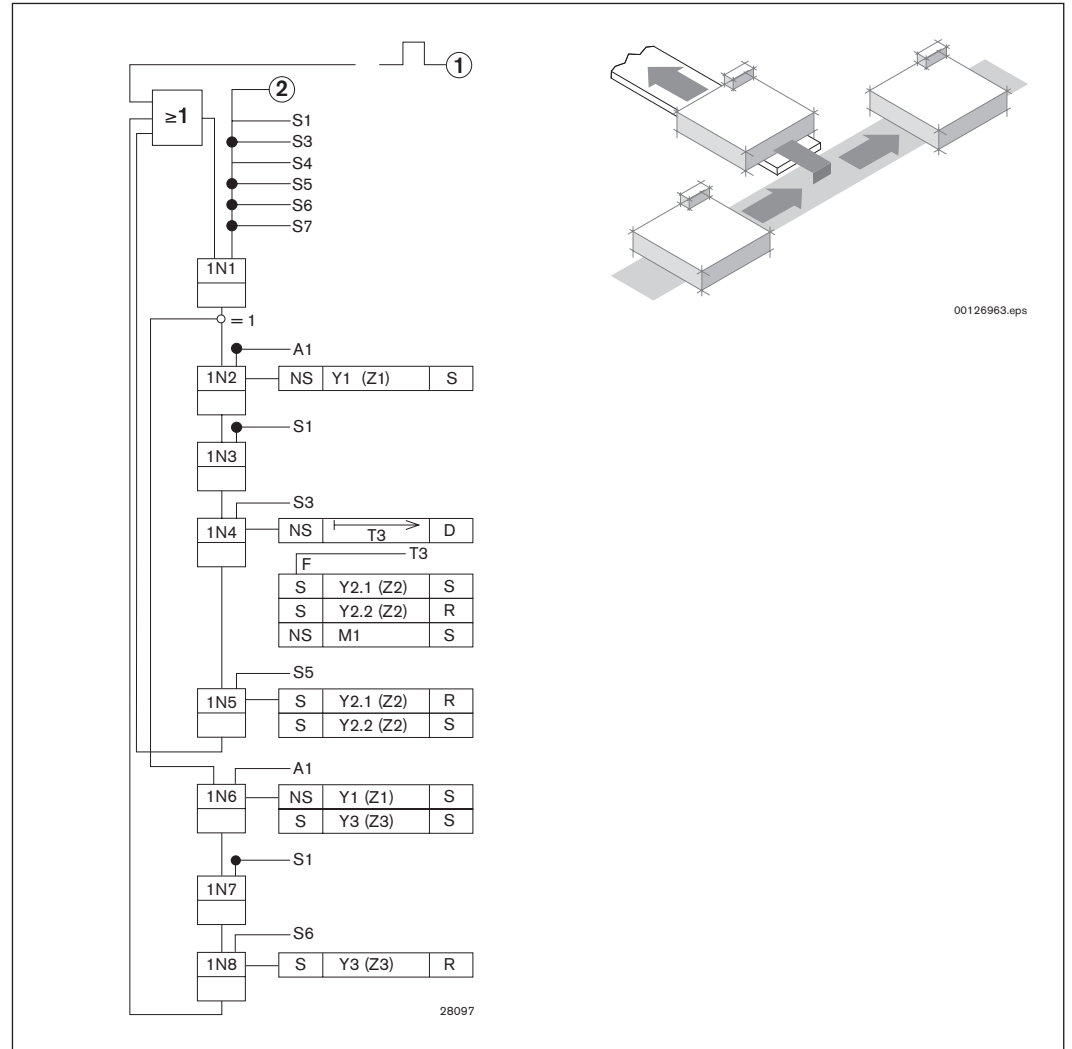 1
2
≥1
S1
S3
S4
S5
S6
S7
1N1
= 1
A1
1N2 NS Y1 (Z1) S
S1
1N3
S3
1N4 NS T3 D
T3
F
S Y2.1 (Z2) S
S Y2.2 (Z2) R
NS M1 S
S5
1N5 S Y2.1 (Z2) R
S Y2.2 (Z2) S
A1
1N6 NS Y1 (Z1) S
S Y3 (Z3) S
S1
1N7
S6
1N8 S Y3 (Z3) R
28097
00126963.eps